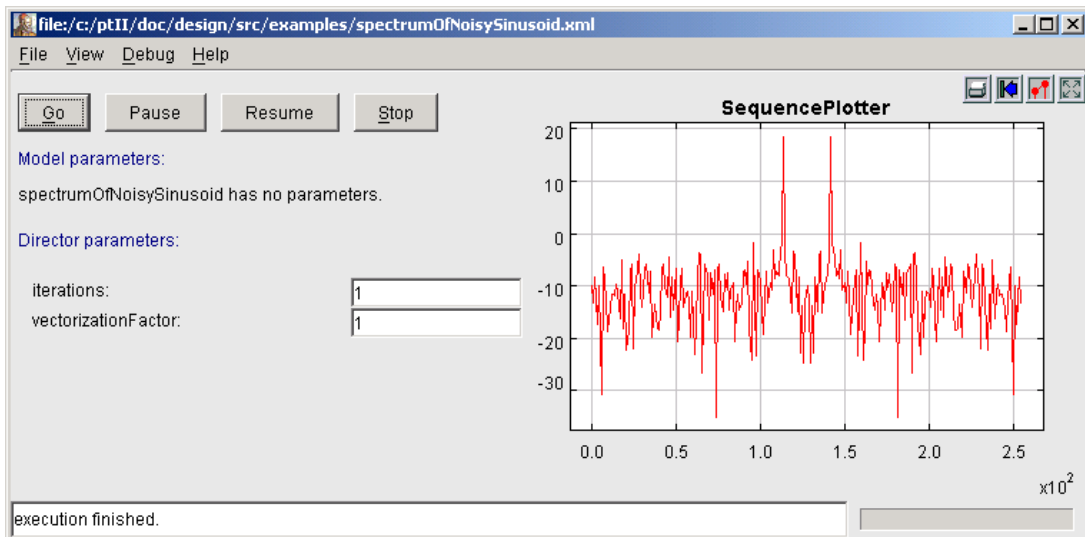 file:/c:/ptII/doc/design/src/examples/spectrumOfNoisySinusoid.xml
File View Debug Help
Go Pause Resume Stop
Model parameters:
spectrumOfNoisySinusoid has no parameters.
Director parameters:
iterations: 1
vectorizationFactor: 1
SequencePlotter
20
10
0
-10
-20
-30
0.0 0.5 1.0 1.5 2.0 2.5
x10²
execution finished.